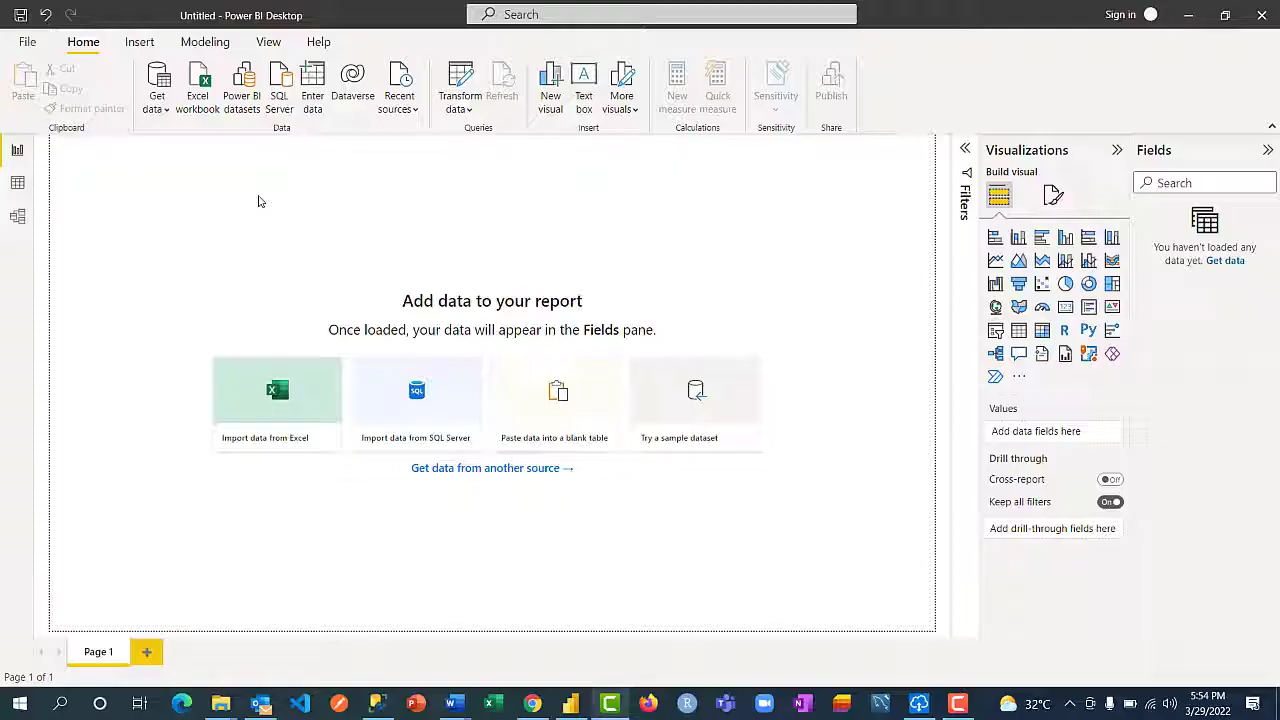 Untitled - Power BI Desktop
Search
Sign in
File Home Insert Modeling View Help
Paste
Cut
Copy
Format painter
Clipboard
Get data
Excel workbook
Power BI datasets
SQL Server
Enter data
Dataverse
Recent sources
Data
Transform data
Refresh
Queries
New visual
Text box
More visuals
Insert
New measure
Quick measure
Calculations
Sensitivity
Sensitivity
Publish
Share
Add data to your report
Once loaded, your data will appear in the Fields pane.
Import data from Excel
SQL
Import data from SQL Server
Paste data into a blank table
Try a sample dataset
Get data from another source →
Filters
Visualizations
Build visual
R
Py
Values
Add data fields here
Drill through
Cross-report
Off
Keep all filters
On
Add drill-through fields here
Fields
Search
You haven't loaded any
data yet. Get data
Page 1
Page 1 of 1
32°C
5:54 PM
3/29/2022